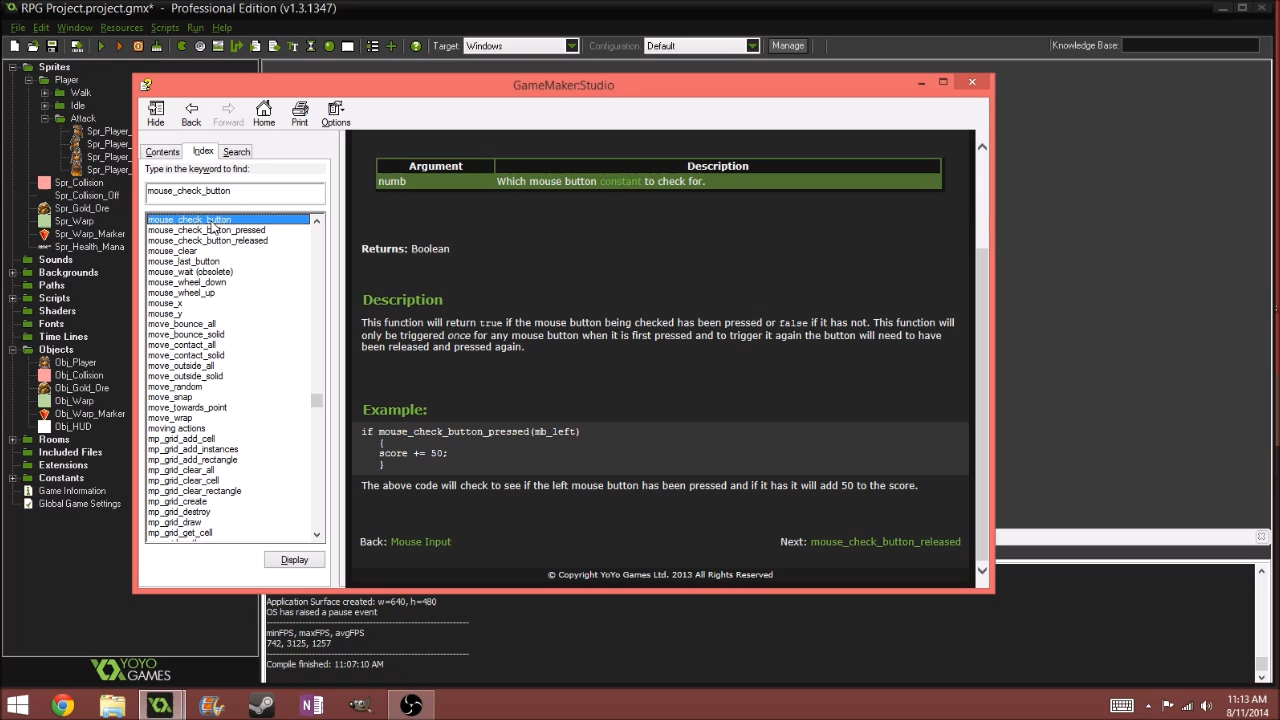 RPG Project.project.gmx* - Professional Edition (v1.3.1347)
File Edit Window Resources Scripts Run Help
Target: Windows Configuration: Default Manage Knowledge Base:
Sprites
Player
Walk
Idle
Attack
Spr_Player_
Spr_Player_
Spr_Player_
Spr_Player_
Spr_Collision
Spr_Collision_Off
Spr_Gold_Ore
Spr_Warp
Spr_Warp_Marker
Spr_Health_Mana
Sounds
Backgrounds
Paths
Scripts
Shaders
Fonts
Time Lines
Objects
Obj_Player
Obj_Collision
Obj_Gold_Ore
Obj_Warp
Obj_Warp_Marker
Obj_HUD
Rooms
Included Files
Extensions
Constants
Game Information
Global Game Settings
YOYO
GAMES
GameMaker:Studio
Hide Back Forward Home Print Options
Contents Index Search
Type in the keyword to find:
mouse_check_button
mouse_check_button
mouse_check_button_pressed
mouse_check_button_released
mouse_clear
mouse_last_button
mouse_wait (obsolete)
mouse_wheel_down
mouse_wheel_up
mouse_x
mouse_y
move_bounce_all
move_bounce_solid
move_contact_all
move_contact_solid
move_outside_all
move_outside_solid
move_random
move_snap
move_towards_point
move_wrap
moving actions
mp_grid_add_cell
mp_grid_add_instances
mp_grid_add_rectangle
mp_grid_clear_all
mp_grid_clear_cell
mp_grid_clear_rectangle
mp_grid_create
mp_grid_destroy
mp_grid_draw
mp_grid_get_cell
Display
Argument Description
numb Which mouse button constant to check for.
Returns: Boolean
Description
This function will return true if the mouse button being checked has been pressed or false if it has not. This function will
only be triggered once for any mouse button when it is first pressed and to trigger it again the button will need to have
been released and pressed again.
Example:
if mouse_check_button_pressed(mb_left)
{
score += 50;
}
The above code will check to see if the left mouse button has been pressed and if it has it will add 50 to the score.
Back: Mouse Input Next: mouse_check_button_released
© Copyright YoYo Games Ltd. 2013 All Rights Reserved
Application Surface created: w=640, h=480
OS has raised a pause event
minFPS, maxFPS, avgFPS
742, 3125, 1257
Compile finished: 11:07:10 AM
11:13 AM
8/11/2014